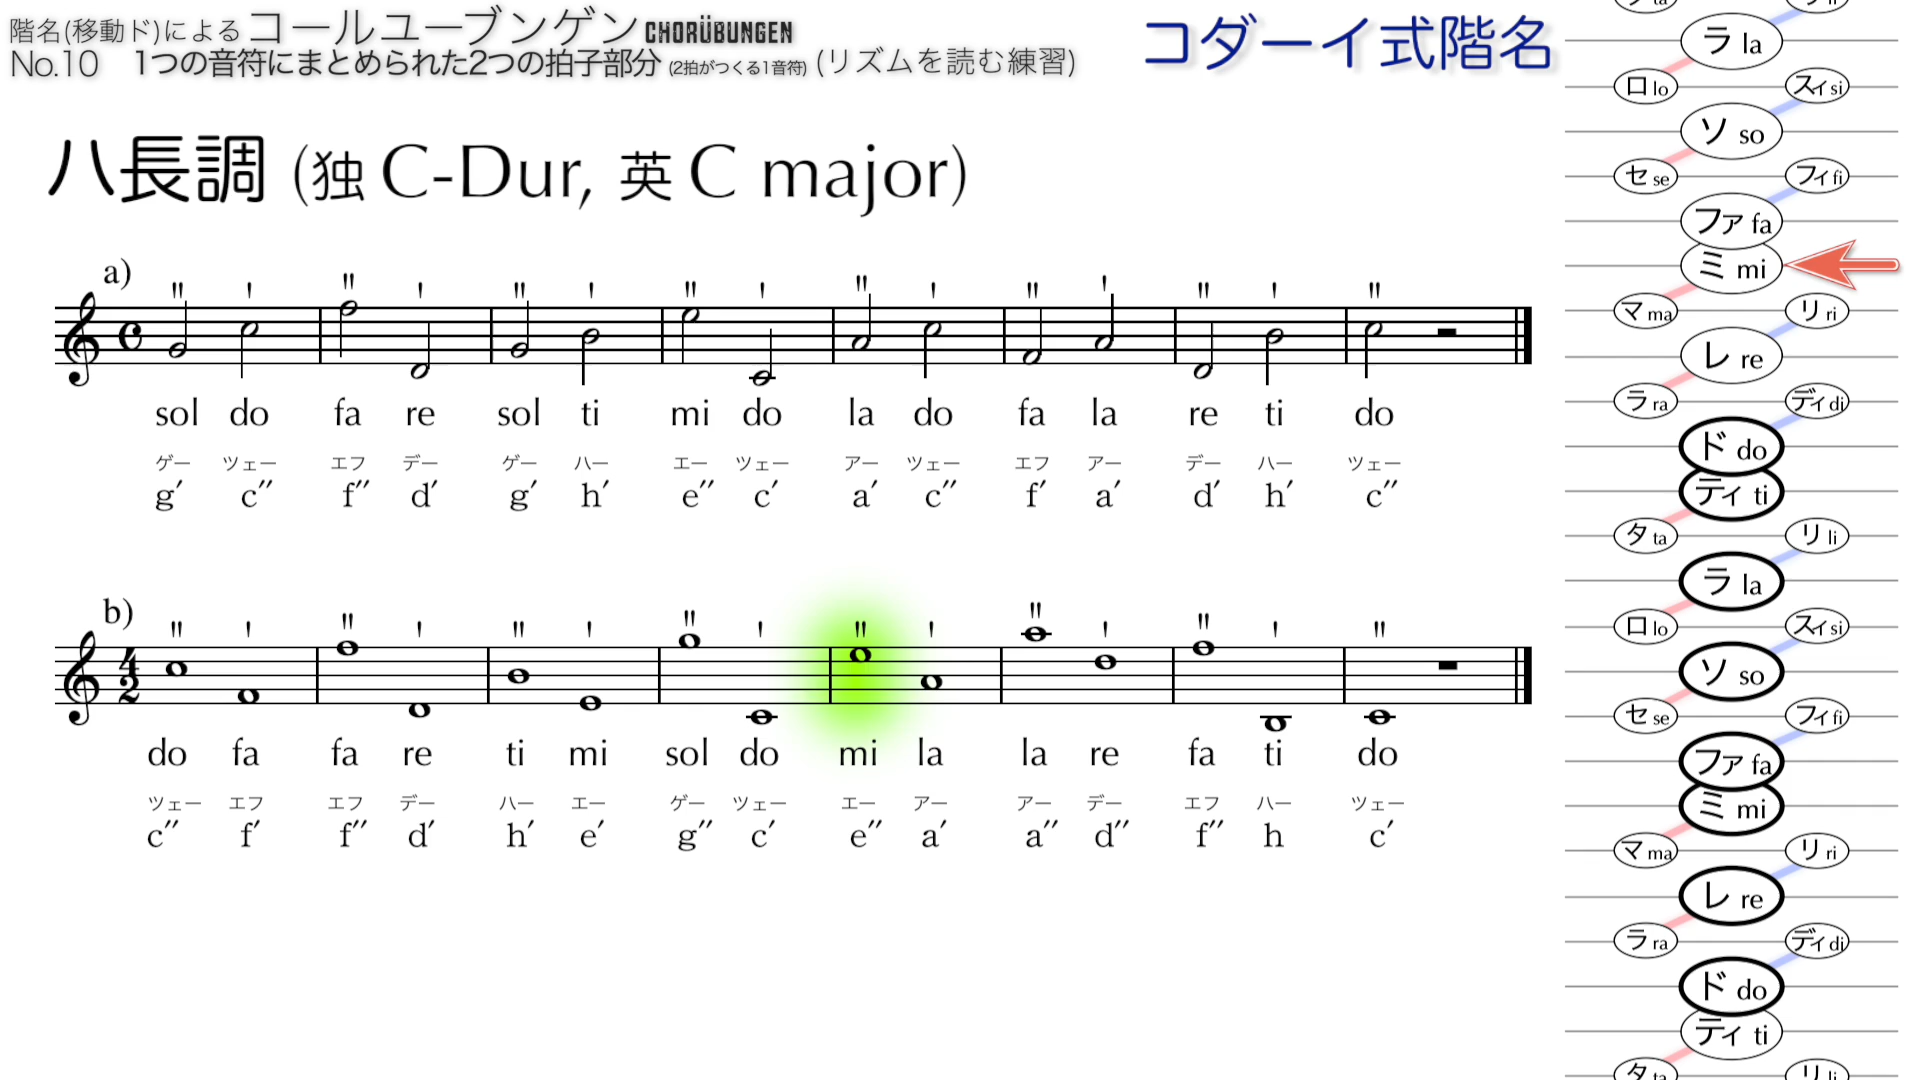 階名(移動ド)による コールユーブンゲン CHORÜBUNGEN
No.10 1つの音符にまとめられた2つの拍子部分 (2拍がつくる1音符) (リズムを読む練習)
コダーイ式階名
ハ長調 (独 C-Dur, 英 C major)
a)
sol do fa re sol ti mi do la do fa la re ti do
ゲー ツェー エフ デー ゲー ハー エー ツェー アー ツェー エフ アー デー ハー ツェー
g′ c″ f″ d′ g′ h′ e″ c′ a′ c″ f′ a′ d′ h′ c″
b)
4
2
do fa fa re ti mi sol do mi la la re fa ti do
ツェー エフ エフ デー ハー エー ゲー ツェー エー アー アー デー エフ ハー ツェー
c″ f′ f″ d′ h′ e′ g″ c′ e″ a′ a″ d″ f″ h c′
ラ la
ロ lo スィ si
ソ so
セ se フィ fi
ファ fa
ミ mi
マ ma リ ri
レ re
ラ ra ディ di
ド do
ティ ti
タ ta リ li
ラ la
ロ lo スィ si
ソ so
セ se フィ fi
ファ fa
ミ mi
マ ma リ ri
レ re
ラ ra ディ di
ド do
ティ ti
タ ta リ li